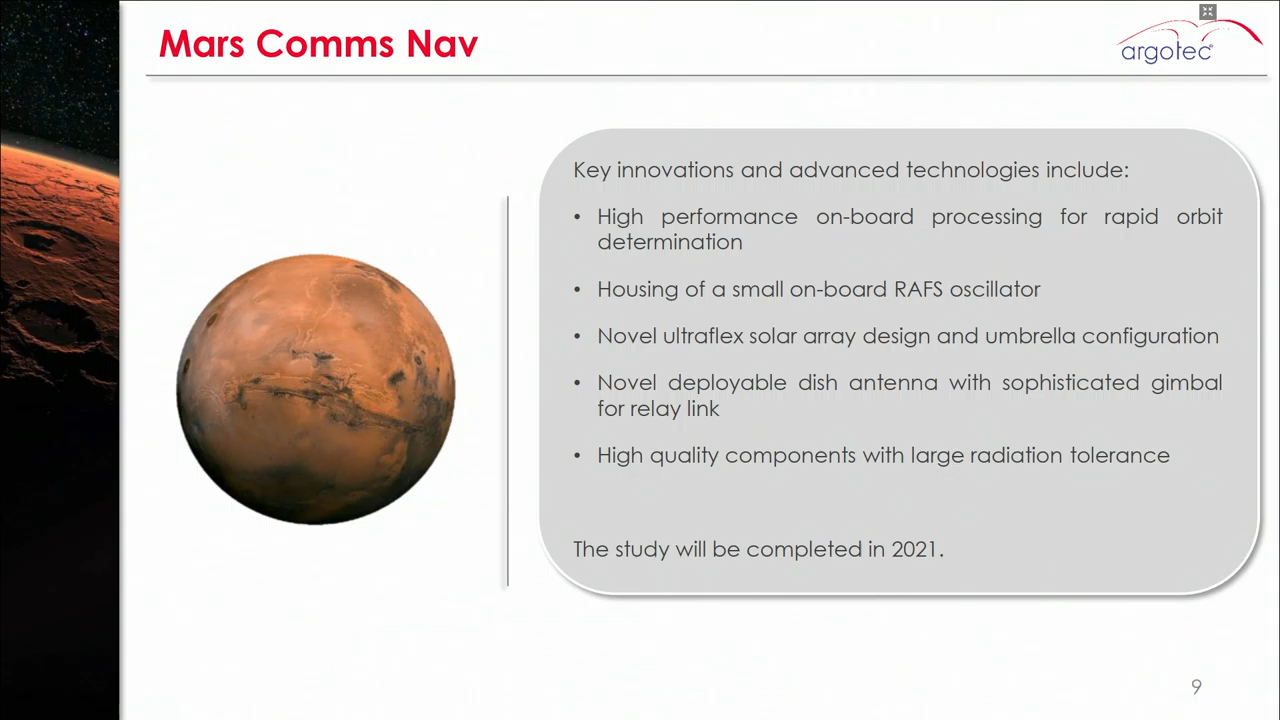 Mars Comms Nav
argotec
Key innovations and advanced technologies include:
• High performance on-board processing for rapid orbit
determination
• Housing of a small on-board RAFS oscillator
• Novel ultraflex solar array design and umbrella configuration
• Novel deployable dish antenna with sophisticated gimbal
for relay link
• High quality components with large radiation tolerance
The study will be completed in 2021.
9